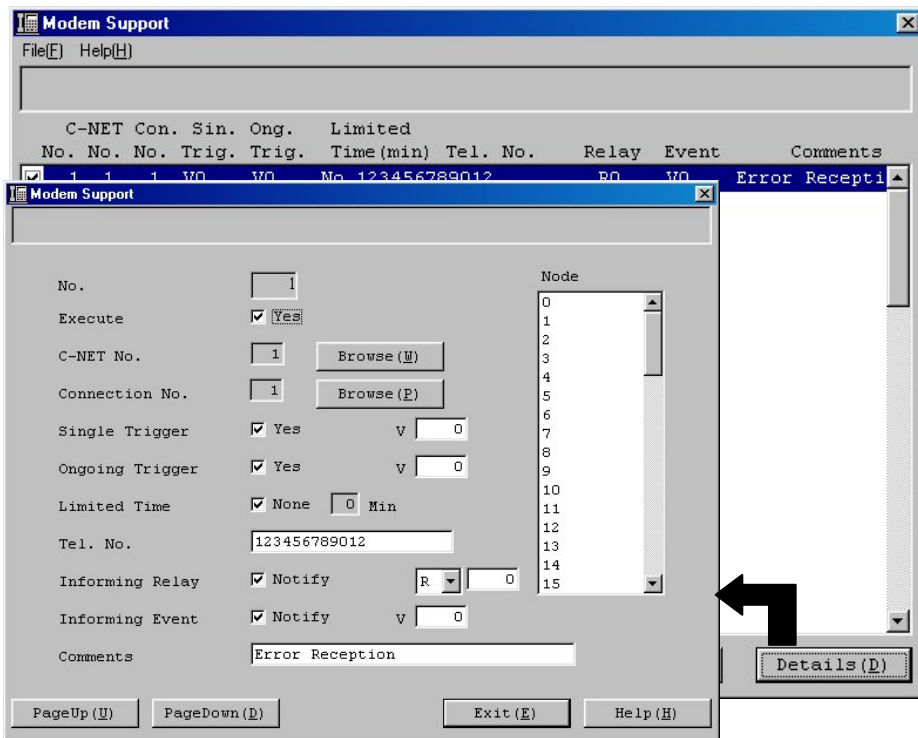 Modem Support
File(F) Help(H)
C-NET Con. Sin. Ong. Limited
No. No. No. Trig. Trig. Time(min) Tel. No. Relay Event Comments
1 1 1 V0 V0 No 123456789012 R0 V0 Error Recepti
Modem Support
No. 1
Execute Yes
C-NET No. 1 Browse(W)
Connection No. 1 Browse(P)
Single Trigger Yes V 0
Ongoing Trigger Yes V 0
Limited Time None 0 Min
Tel. No. 123456789012
Informing Relay Notify R 0
Informing Event Notify V 0
Comments Error Reception
Node
0
1
2
3
4
5
6
7
8
9
10
11
12
13
14
15
Details(D)
PageUp(U) PageDown(D) Exit(E) Help(H)